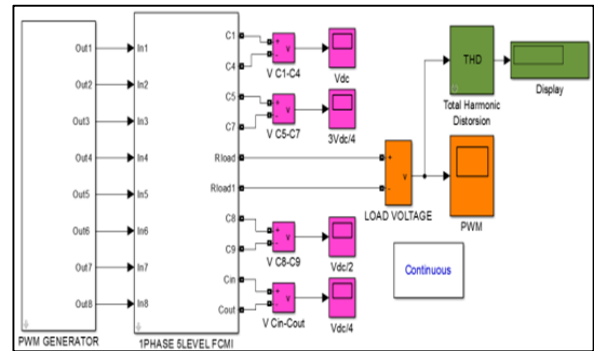 Out1
Out2
Out3
Out4
Out5
Out6
Out7
Out8
PWM GENERATOR
In1
In2
In3
In4
In5
In6
In7
In8
C1
C4
C5
C7
Rload
Rload1
C8
C9
Cin
Cout
1PHASE 5LEVEL FCMI
+
-
v
V C1-C4
Vdc
+
-
v
V C5-C7
3Vdc/4
+
-
v
LOAD VOLTAGE
+
-
v
V C8-C9
Vdc/2
+
-
v
V Cin-Cout
Vdc/4
THD
Total Harmonic
Distorsion
Display
PWM
Continuous